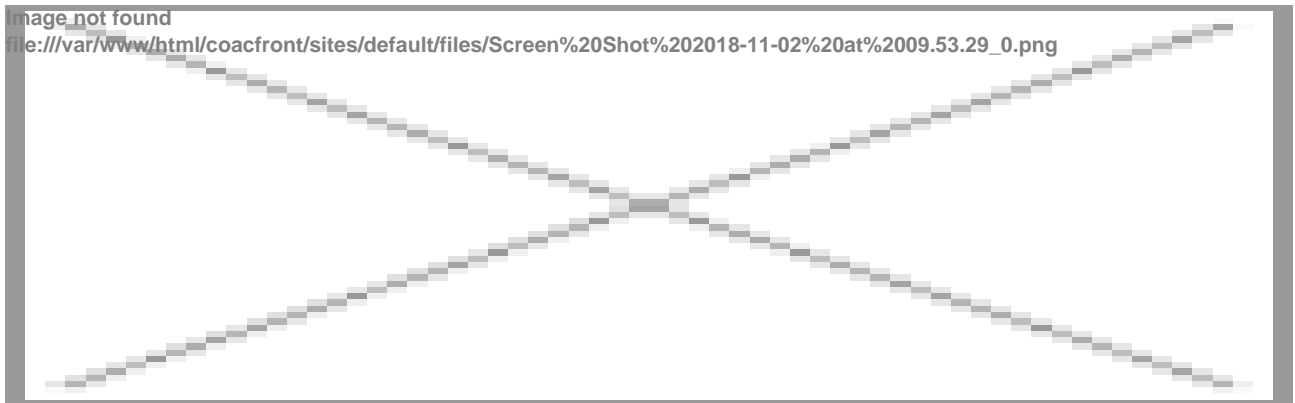 Image not found
file:///var/www/html/coacfront/sites/default/files/Screen%20Shot%202018-11-02%20at%2009.53.29_0.png